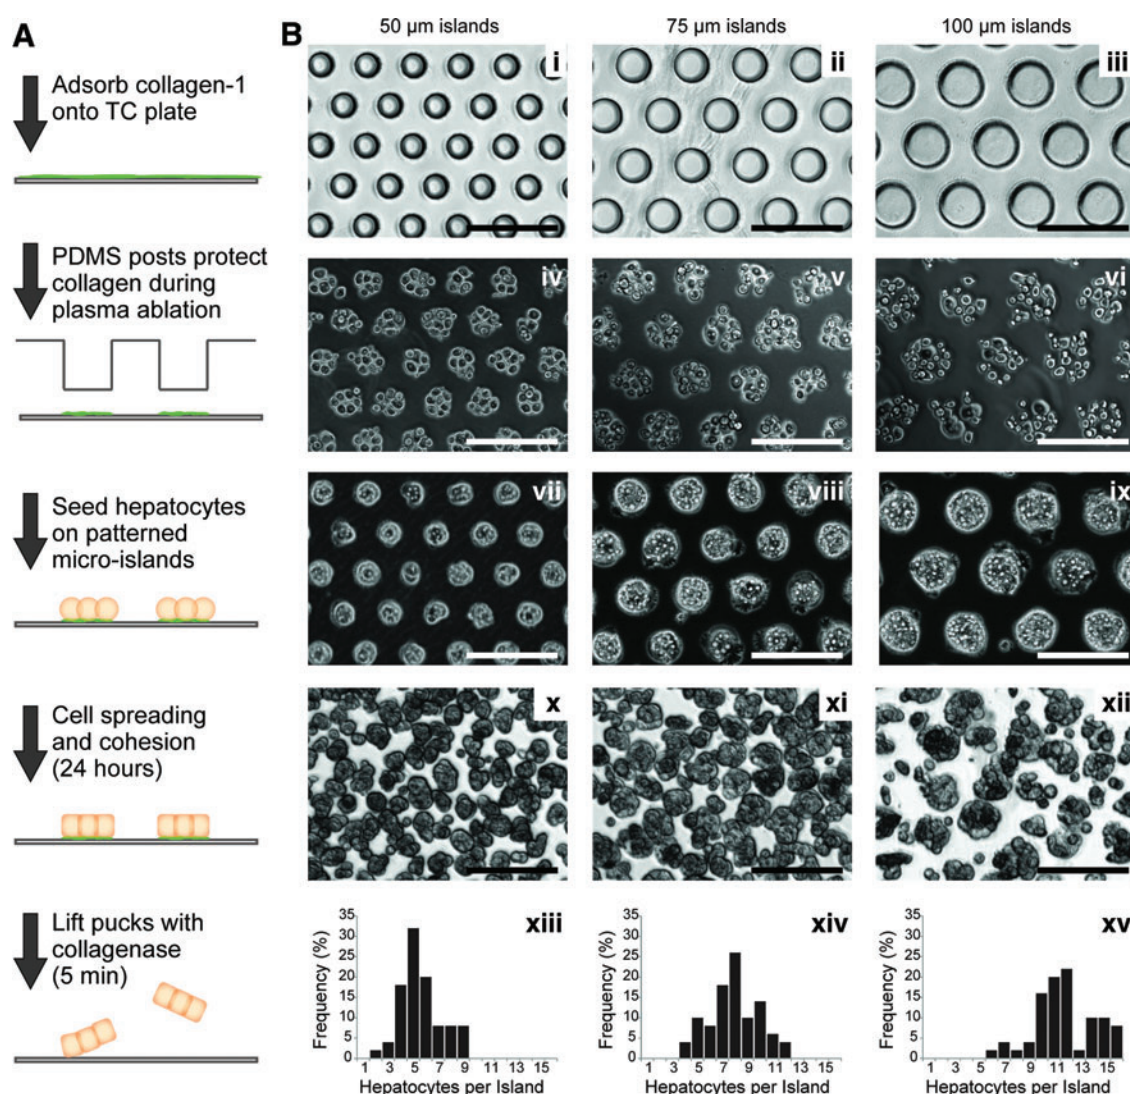 A
Adsorb collagen-1
onto TC plate
PDMS posts protect
collagen during
plasma ablation
Seed hepatocytes
on patterned
micro-islands
Cell spreading
and cohesion
(24 hours)
Lift pucks with
collagenase
(5 min)
B
50 µm islands
75 µm islands
100 µm islands
i
ii
iii
iv
v
vi
vii
viii
ix
x
xi
xii
xiii
Frequency (%)
35
30
25
20
15
10
5
0
1 3 5 7 9 11 13 15
Hepatocytes per Island
xiv
Frequency (%)
35
30
25
20
15
10
5
0
1 3 5 7 9 11 13 15
Hepatocytes per Island
xv
Frequency (%)
35
30
25
20
15
10
5
0
1 3 5 7 9 11 13 15
Hepatocytes per Island